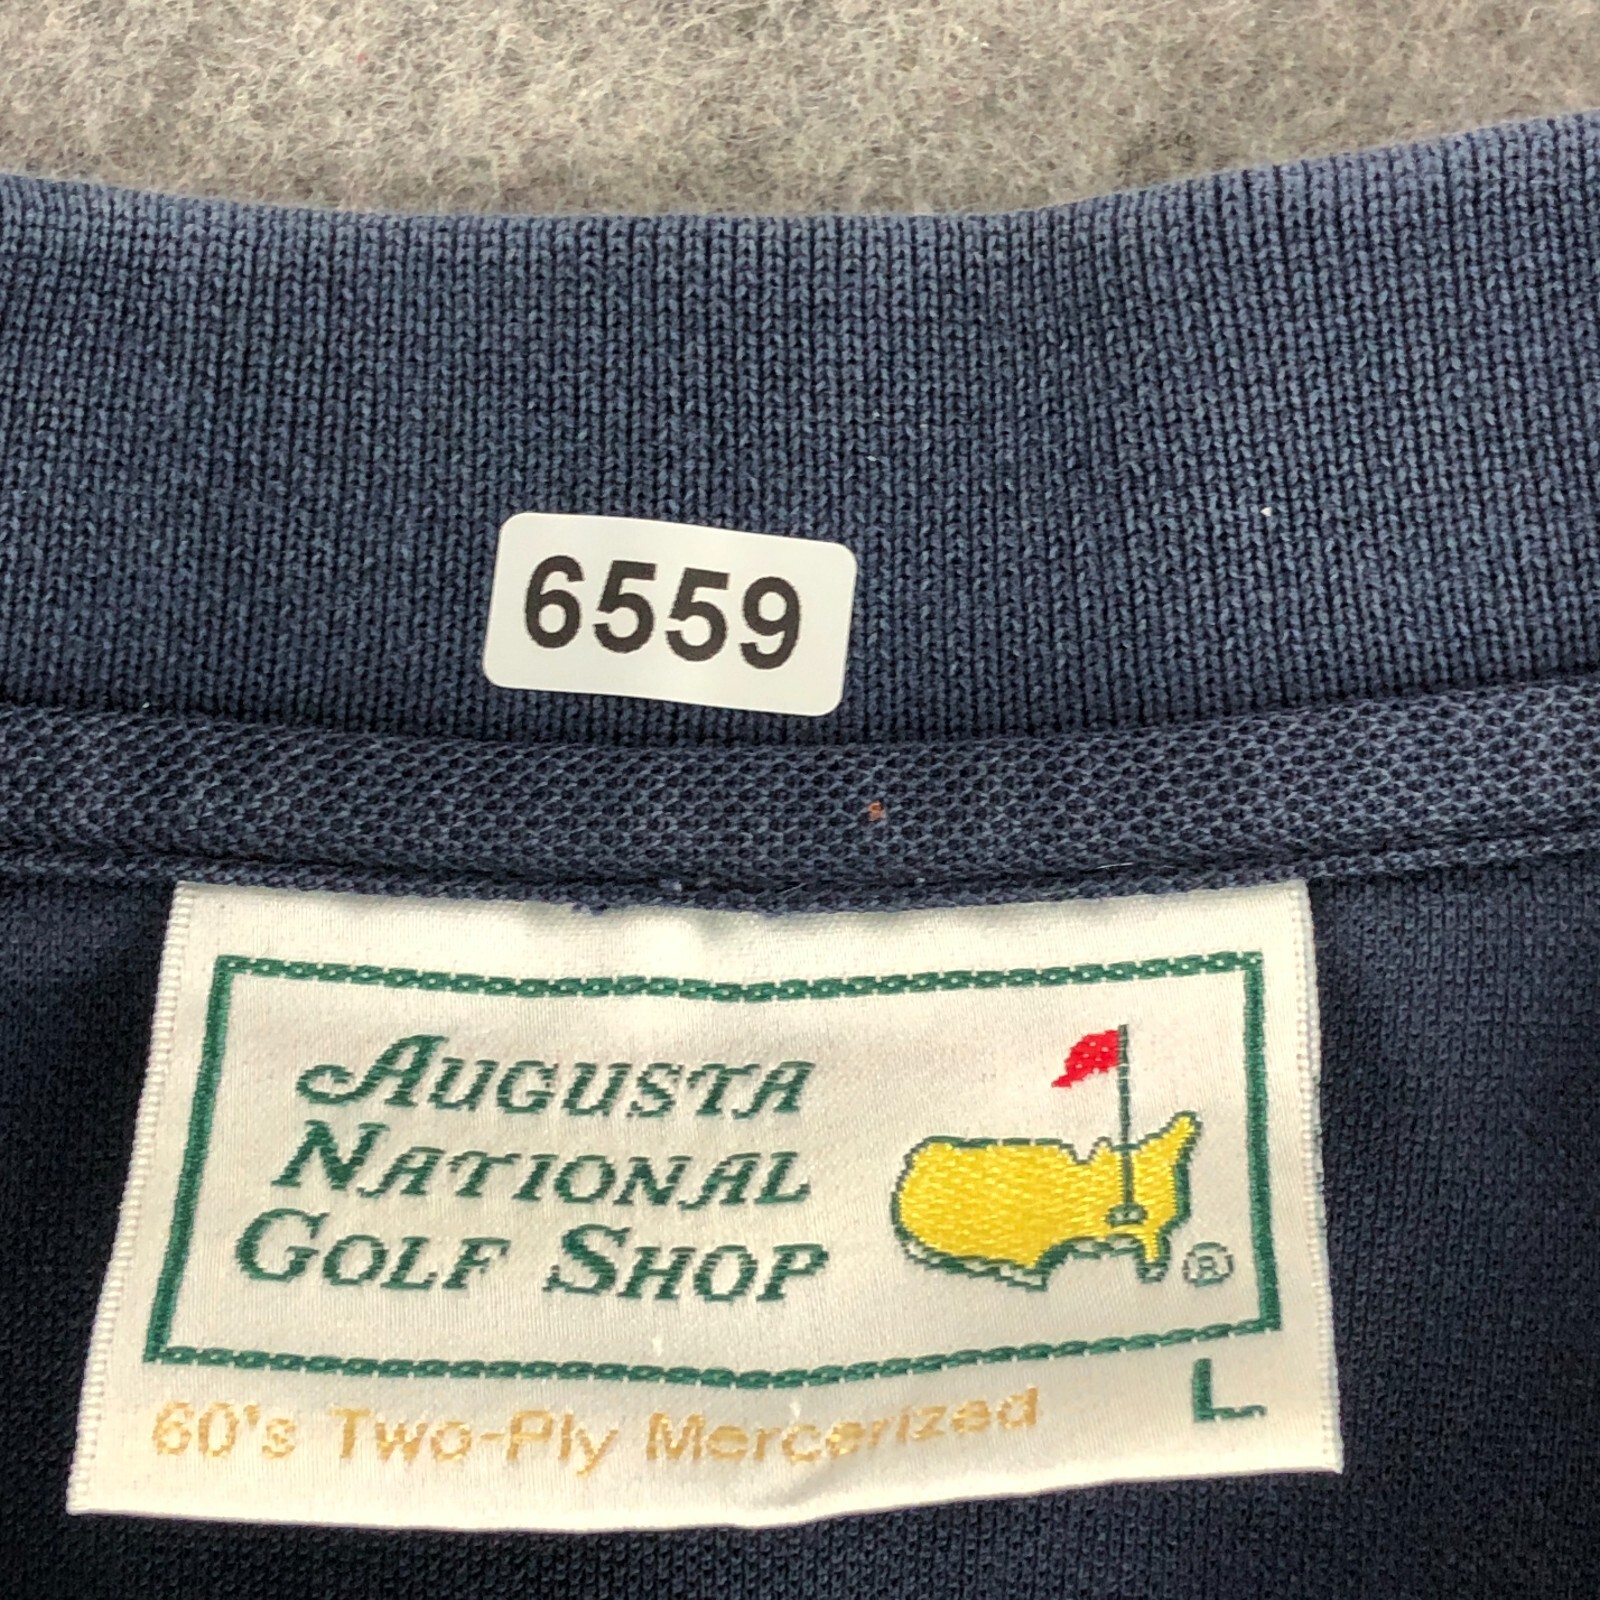 6559
AUGUSTA
NATIONAL
GOLF SHOP
®
L
60's Two-Ply Mercerized